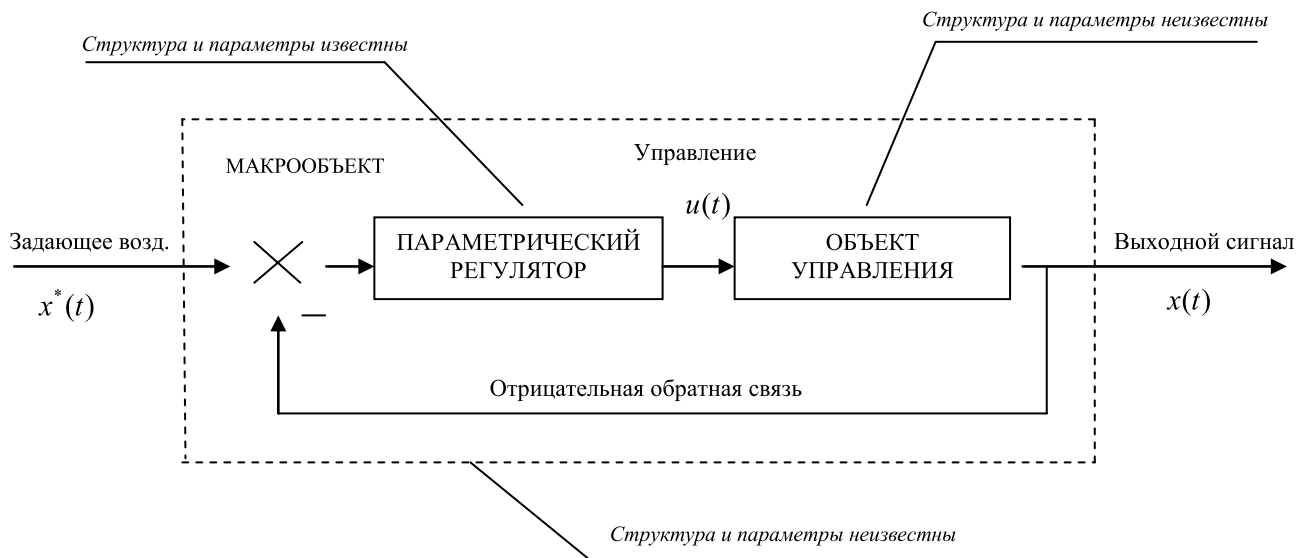 Структура и параметры неизвестны
Структура и параметры известны
Управление
МАКРООБЪЕКТ
u(t)
Задающее возд.
ПАРАМЕТРИЧЕСКИЙ
РЕГУЛЯТОР
ОБЪЕКТ
УПРАВЛЕНИЯ
Выходной сигнал
x*(t)
x(t)
Отрицательная обратная связь
Структура и параметры неизвестны